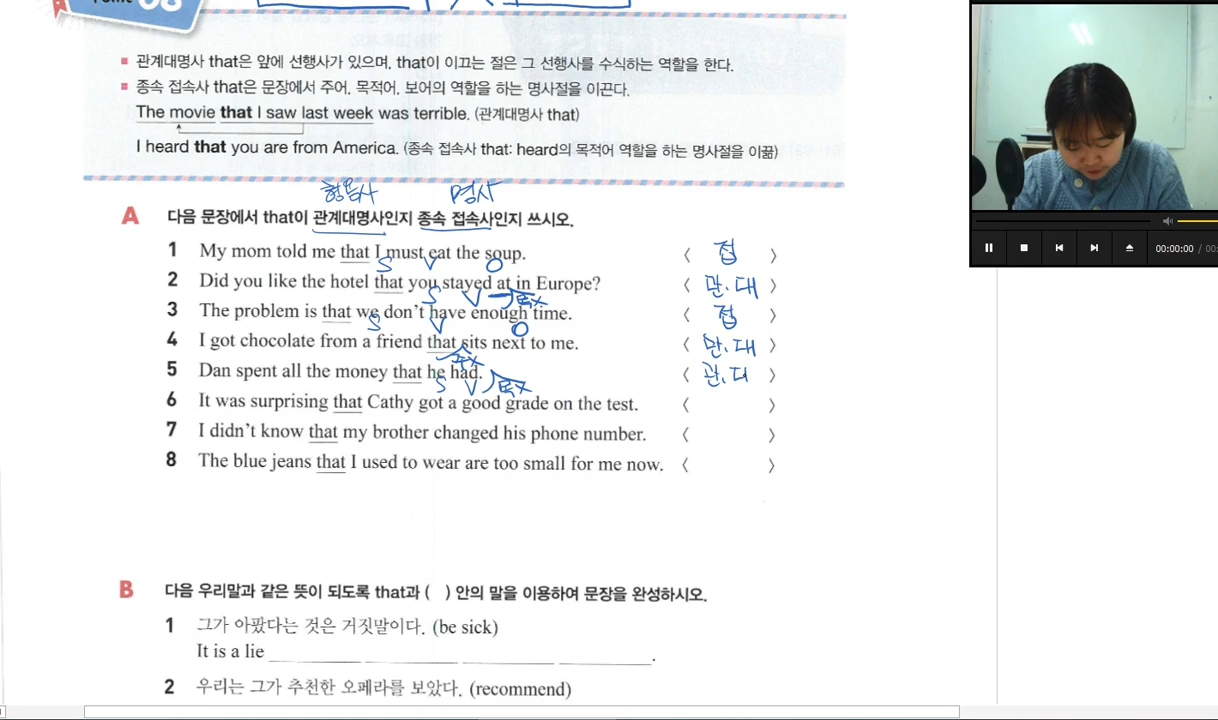 08
관계대명사 that은 앞에 선행사가 있으며, that이 이끄는 절은 그 선행사를 수식하는 역할을 한다.
종속 접속사 that은 문장에서 주어, 목적어, 보어의 역할을 하는 명사절을 이끈다.
The movie that I saw last week was terrible. (관계대명사 that)
I heard that you are from America. (종속 접속사 that: heard의 목적어 역할을 하는 명사절을 이끎)
형용사 명사
A 다음 문장에서 that이 관계대명사인지 종속 접속사인지 쓰시오.
1 My mom told me that I must eat the soup. 〈 접 〉
S V O
2 Did you like the hotel that you stayed at in Europe? 〈 관.대 〉
S V 목X
3 The problem is that we don't have enough time. 〈 접 〉
S V O
4 I got chocolate from a friend that sits next to me. 〈 관.대 〉
주X
5 Dan spent all the money that he had. 〈 관.대 〉
S V 목X
6 It was surprising that Cathy got a good grade on the test. 〈 〉
7 I didn't know that my brother changed his phone number. 〈 〉
8 The blue jeans that I used to wear are too small for me now. 〈 〉
B 다음 우리말과 같은 뜻이 되도록 that과 ( ) 안의 말을 이용하여 문장을 완성하시오.
1 그가 아팠다는 것은 거짓말이다. (be sick)
It is a lie ____ ____ ____ ____.
2 우리는 그가 추천한 오페라를 보았다. (recommend)
00:00:00 / 00: